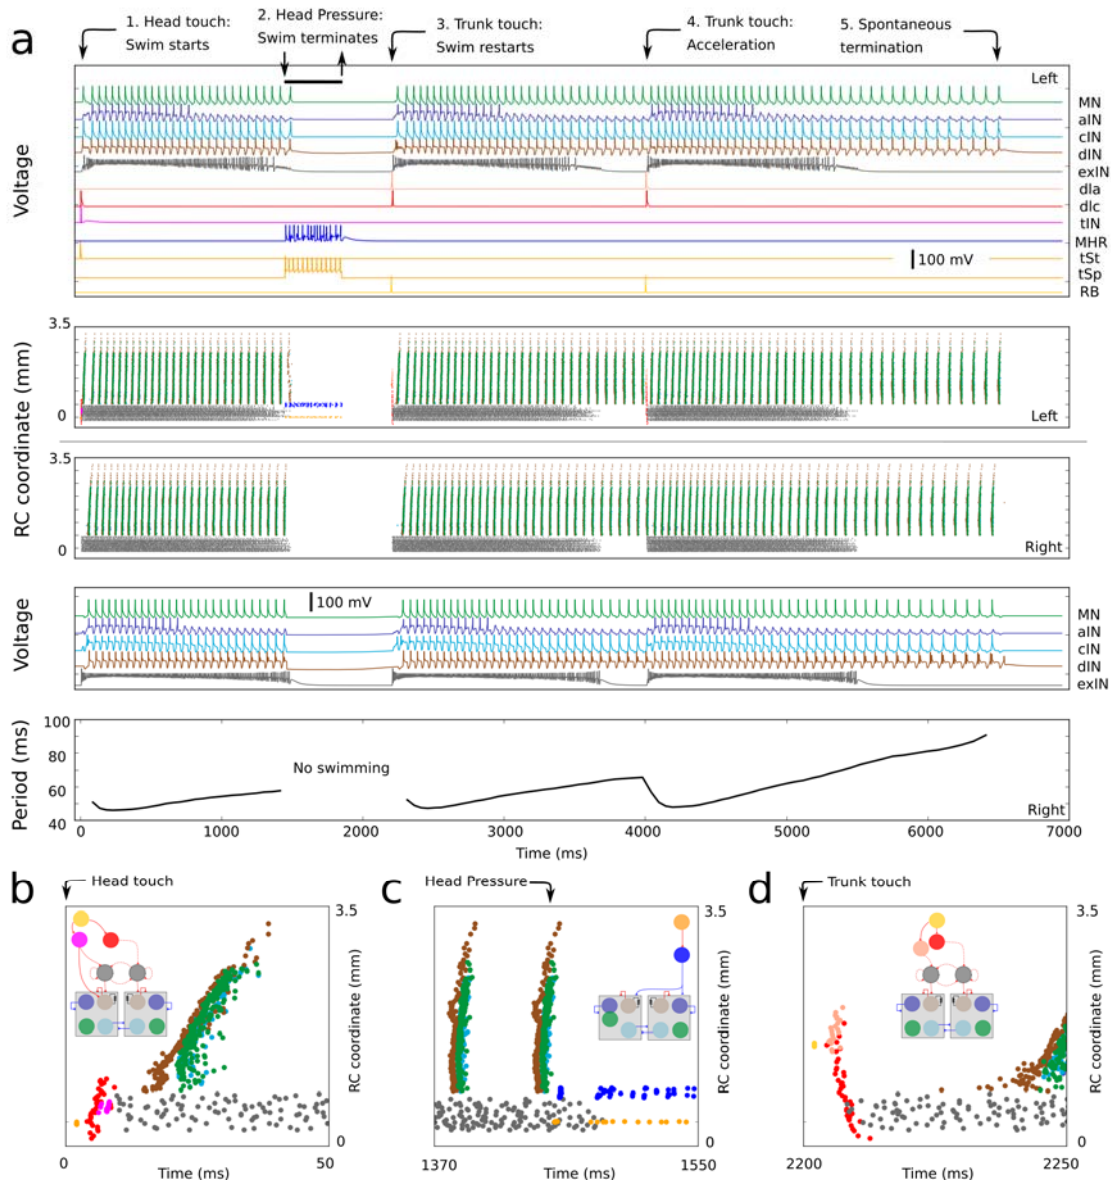 a
1. Head touch:
Swim starts
2. Head Pressure:
Swim terminates
3. Trunk touch:
Swim restarts
4. Trunk touch:
Acceleration
5. Spontaneous
termination
Voltage
Left
MN
aIN
cIN
dIN
exIN
dla
dlc
tIN
MHR
tSt
tSp
RB
100 mV
RC coordinate (mm)
3.5
0
Left
3.5
0
Right
Voltage
100 mV
MN
aIN
cIN
dIN
exIN
Period (ms)
100
80
60
40
No swimming
Right
0 1000 2000 3000 4000 5000 6000 7000
Time (ms)
b
Head touch
3.5
RC coordinate (mm)
0
0 50
Time (ms)
c
Head Pressure
3.5
RC coordinate (mm)
0
1370 1550
Time (ms)
d
Trunk touch
3.5
RC coordinate (mm)
0
2200 2250
Time (ms)